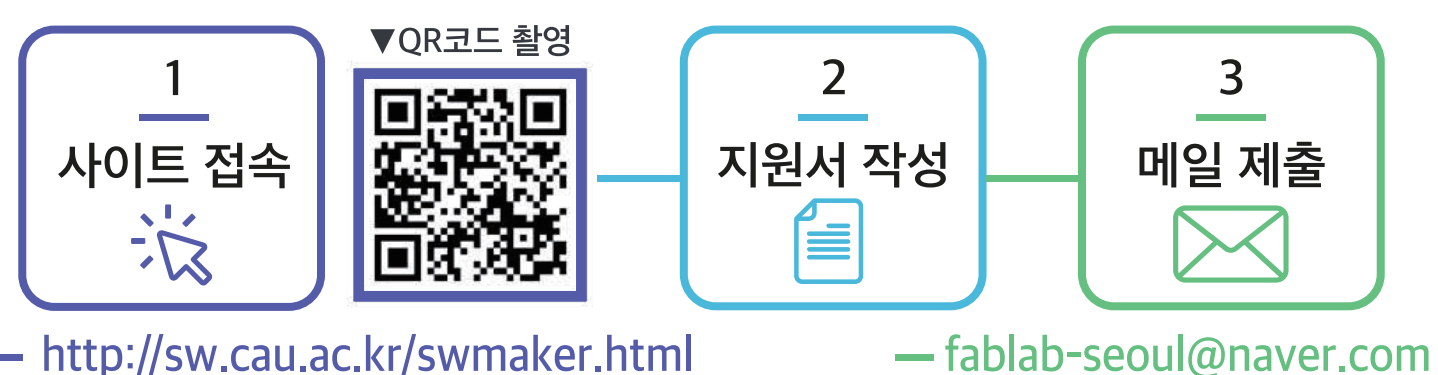 1
사이트 접속
▼QR코드 촬영
2
지원서 작성
3
메일 제출
http://sw.cau.ac.kr/swmaker.html
fablab-seoul@naver.com